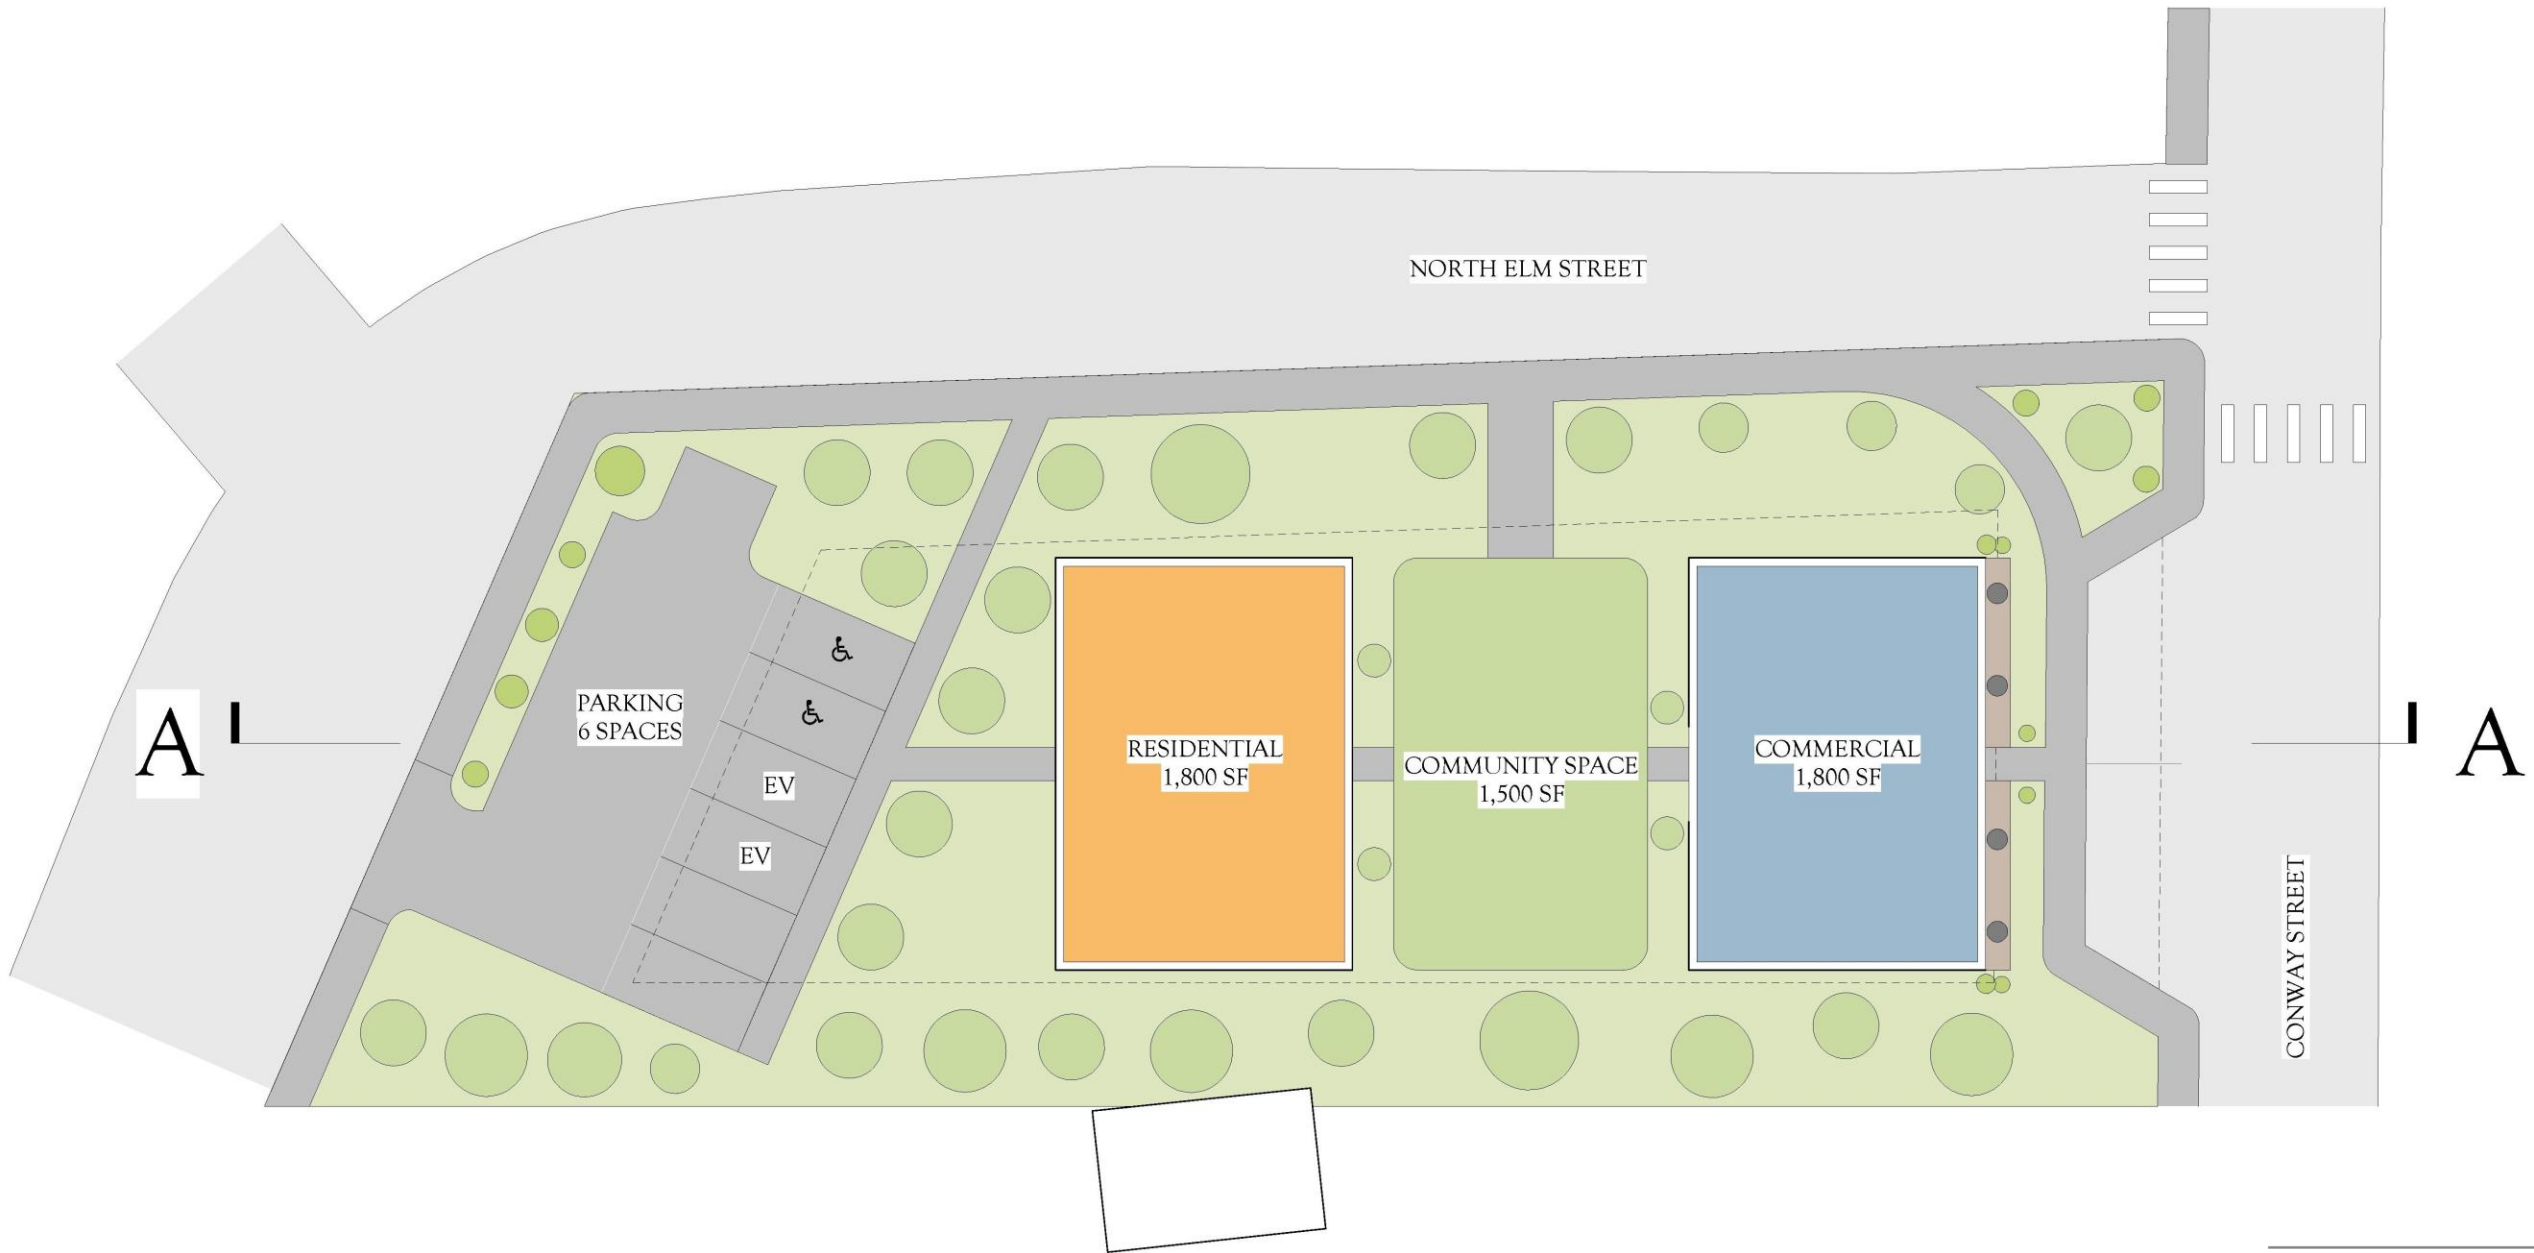 NORTH ELM STREET
PARKING
6 SPACES
A
EV
EV
RESIDENTIAL
1,800 SF
COMMUNITY SPACE
1,500 SF
COMMERCIAL
1,800 SF
A
CONWAY STREET